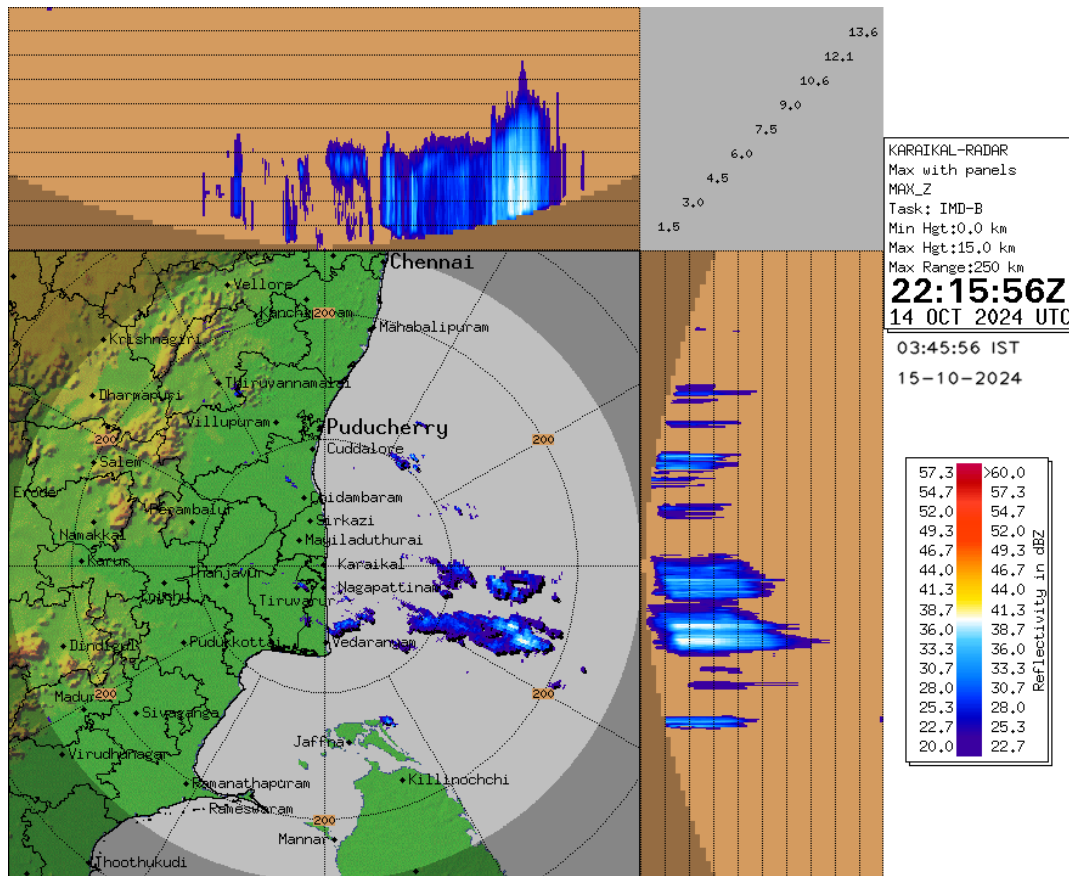 13.6
12.1
10.6
9.0
7.5
6.0
4.5
3.0
1.5
KARAIKAL-RADAR
Max with panels
MAX_Z
Task: IMD-B
Min Hgt:0.0 km
Max Hgt:15.0 km
Max Range:250 km
22:15:56Z
14 OCT 2024 UTC
03:45:56 IST
15-10-2024
Chennai
Vellore
200
Mahabalipuram
Krishnagiri
Thiruvannamalai
Dharmapuri
Villupuram
Puducherry
200
200
Cuddalore
Salem
Erode
Chidambaram
Perambalur
Sirkazi
Namakkal
Mayiladuthurai
Karur
Karaikal
Thanjavur
Nagapattinam
Tiruvarur
Pudukkottai
Vedaranyam
Dindigul
200
200
Sivaganga
Jaffna
Virudhunagar
Killinochchi
Ramanathapuram
Rameswaram
200
Mannar
Thoothukudi
57.3 >60.0
54.7 57.3
52.0 54.7
49.3 52.0
46.7 49.3
44.0 46.7
41.3 44.0
38.7 41.3
36.0 38.7
33.3 36.0
30.7 33.3
28.0 30.7
25.3 28.0
22.7 25.3
20.0 22.7
Reflectivity in dBZ